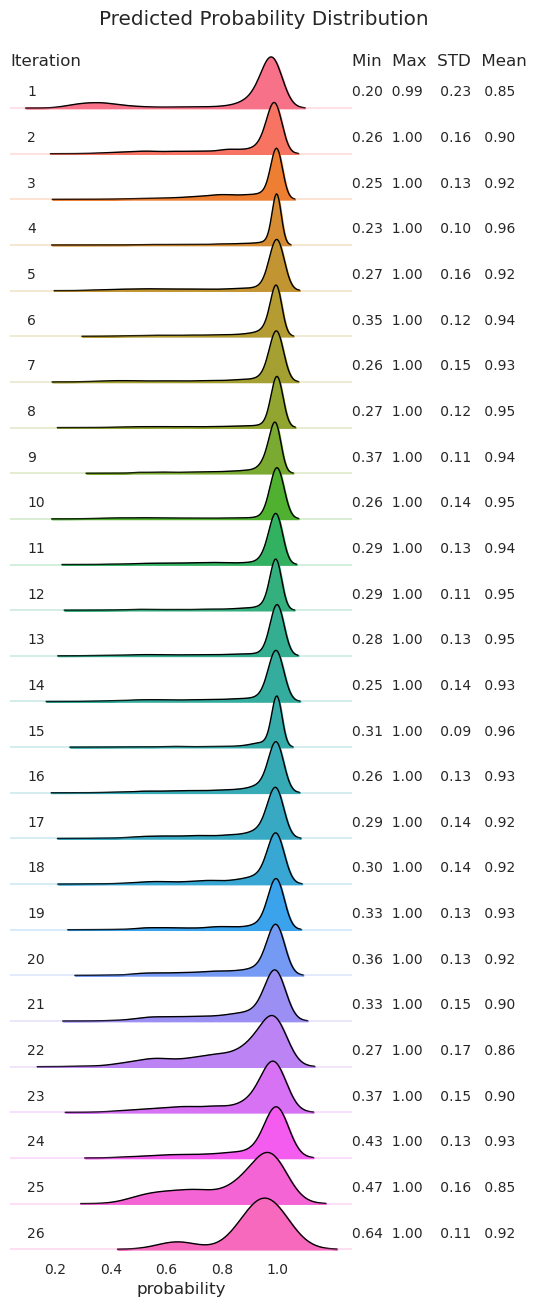 Predicted Probability Distribution
Iteration Min Max STD Mean
1 0.20 0.99 0.23 0.85
2 0.26 1.00 0.16 0.90
3 0.25 1.00 0.13 0.92
4 0.23 1.00 0.10 0.96
5 0.27 1.00 0.16 0.92
6 0.35 1.00 0.12 0.94
7 0.26 1.00 0.15 0.93
8 0.27 1.00 0.12 0.95
9 0.37 1.00 0.11 0.94
10 0.26 1.00 0.14 0.95
11 0.29 1.00 0.13 0.94
12 0.29 1.00 0.11 0.95
13 0.28 1.00 0.13 0.95
14 0.25 1.00 0.14 0.93
15 0.31 1.00 0.09 0.96
16 0.26 1.00 0.13 0.93
17 0.29 1.00 0.14 0.92
18 0.30 1.00 0.14 0.92
19 0.33 1.00 0.13 0.93
20 0.36 1.00 0.13 0.92
21 0.33 1.00 0.15 0.90
22 0.27 1.00 0.17 0.86
23 0.37 1.00 0.15 0.90
24 0.43 1.00 0.13 0.93
25 0.47 1.00 0.16 0.85
26 0.64 1.00 0.11 0.92
0.2 0.4 0.6 0.8 1.0
probability